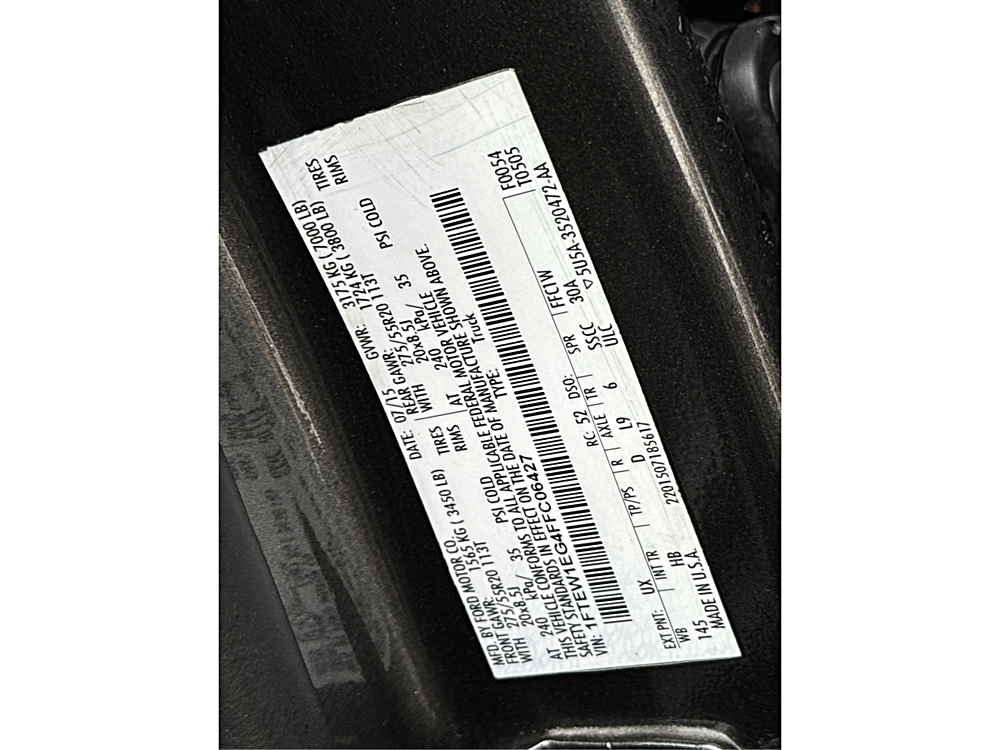 MFD. BY FORD MOTOR CO. DATE: 07/15 GVWR: 3175 KG ( 7000 LB)
FRONT GAWR: 1565 KG ( 3450 LB) REAR GAWR: 1724 KG ( 3800 LB)
WITH 275/55R20 113T TIRES WITH 275/55R20 113T TIRES
20x8.5J RIMS 20x8.5J RIMS
AT 240 kPa/ 35 PSI COLD AT 240 kPa/ 35 PSI COLD
THIS VEHICLE CONFORMS TO ALL APPLICABLE FEDERAL MOTOR VEHICLE
SAFETY STANDARDS IN EFFECT ON THE DATE OF MANUFACTURE SHOWN ABOVE.
VIN: 1FTEW1EG4FFC06427 TYPE: Truck
F0054
T0505
EXT PNT: UX RC: 52 DSO: FFC1W
WB INT TR TP/PS R AXLE TR SPR 30A
145 HB D L9 6 SSCC ▽5U5A-3520472-AA
MADE IN U.S.A. 2201507185617 ULC